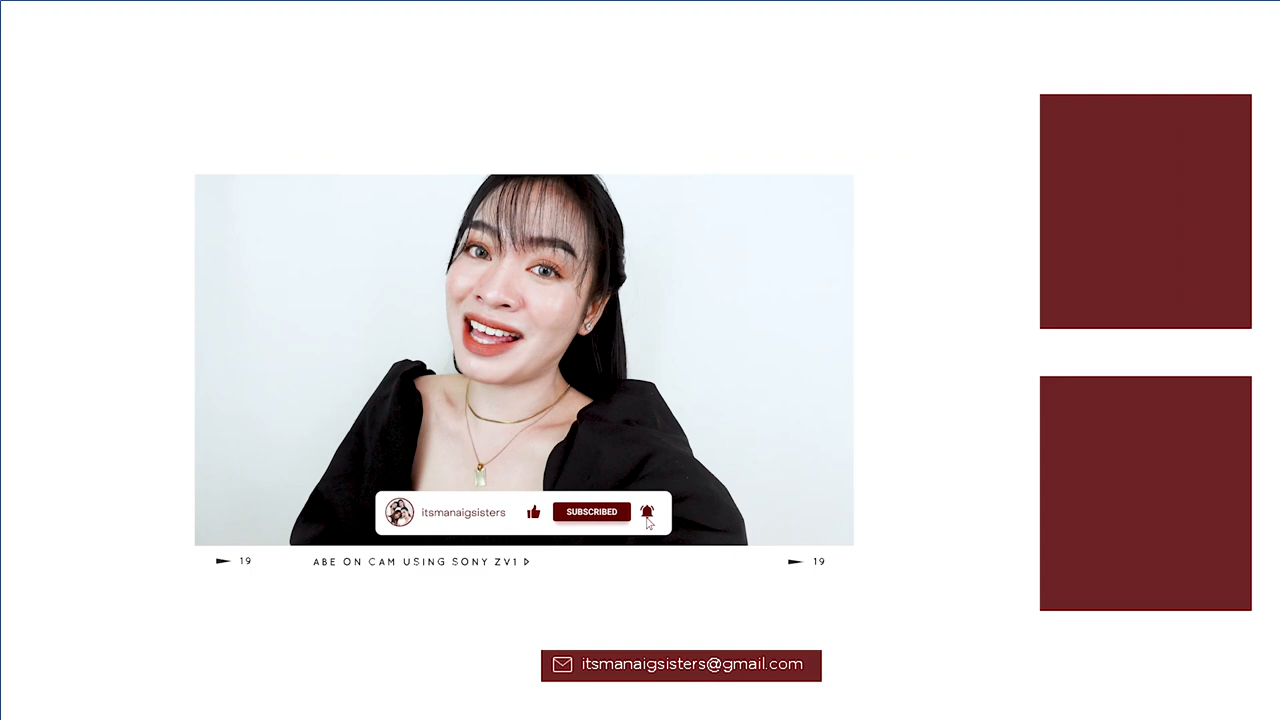 itsmanaigsisters SUBSCRIBED
19 ABE ON CAM USING SONY ZV1 19
itsmanaigsisters@gmail.com